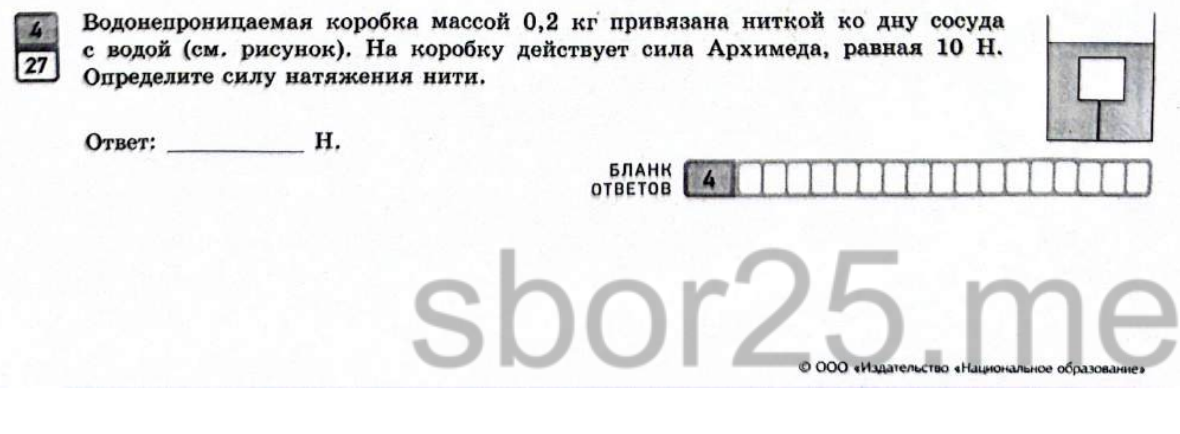 4
27
Водонепроницаемая коробка массой 0,2 кг привязана ниткой ко дну сосуда
с водой (см. рисунок). На коробку действует сила Архимеда, равная 10 Н.
Определите силу натяжения нити.
Ответ: ____________ Н.
БЛАНК
ОТВЕТОВ
4
sbor25.me
© ООО «Издательство «Национальное образование»